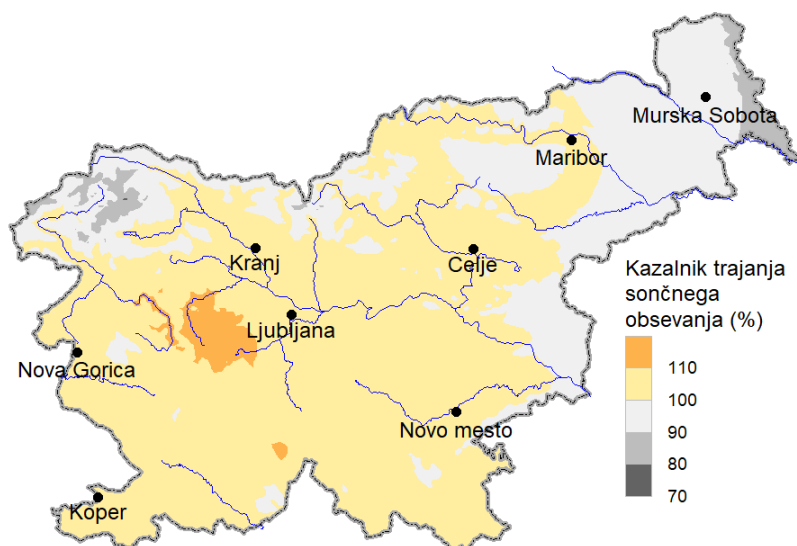 Murska Sobota
Maribor
Kranj
Celje
Ljubljana
Nova Gorica
Novo mesto
Koper
Kazalnik trajanja
sončnega
obsevanja (%)
110
100
90
80
70